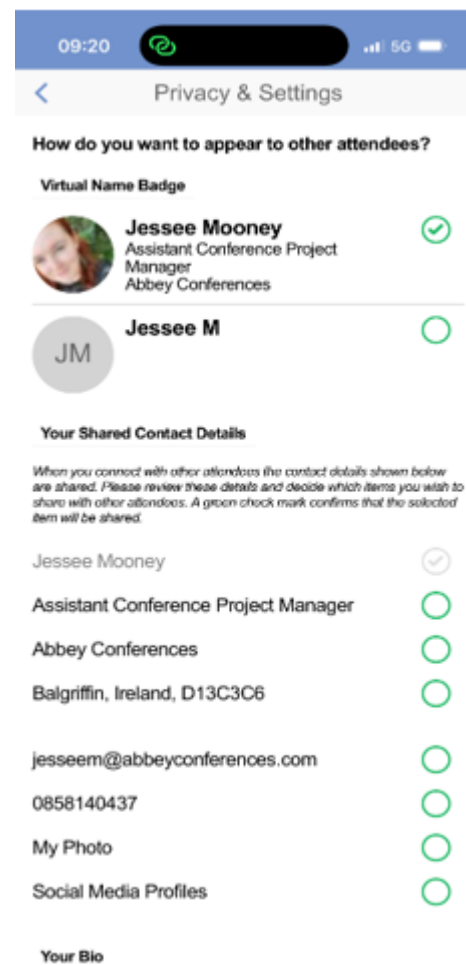 09:20
5G
Privacy & Settings
How do you want to appear to other attendees?
Virtual Name Badge
Jessee Mooney
Assistant Conference Project
Manager
Abbey Conferences
JM
Jessee M
Your Shared Contact Details
When you connect with other attendees the contact details shown below
are shared. Please review these details and decide which items you wish to
share with other attendees. A green check mark confirms that the selected
item will be shared.
Jessee Mooney
Assistant Conference Project Manager
Abbey Conferences
Balgriffin, Ireland, D13C3C6
jesseem@abbeyconferences.com
0858140437
My Photo
Social Media Profiles
Your Bio